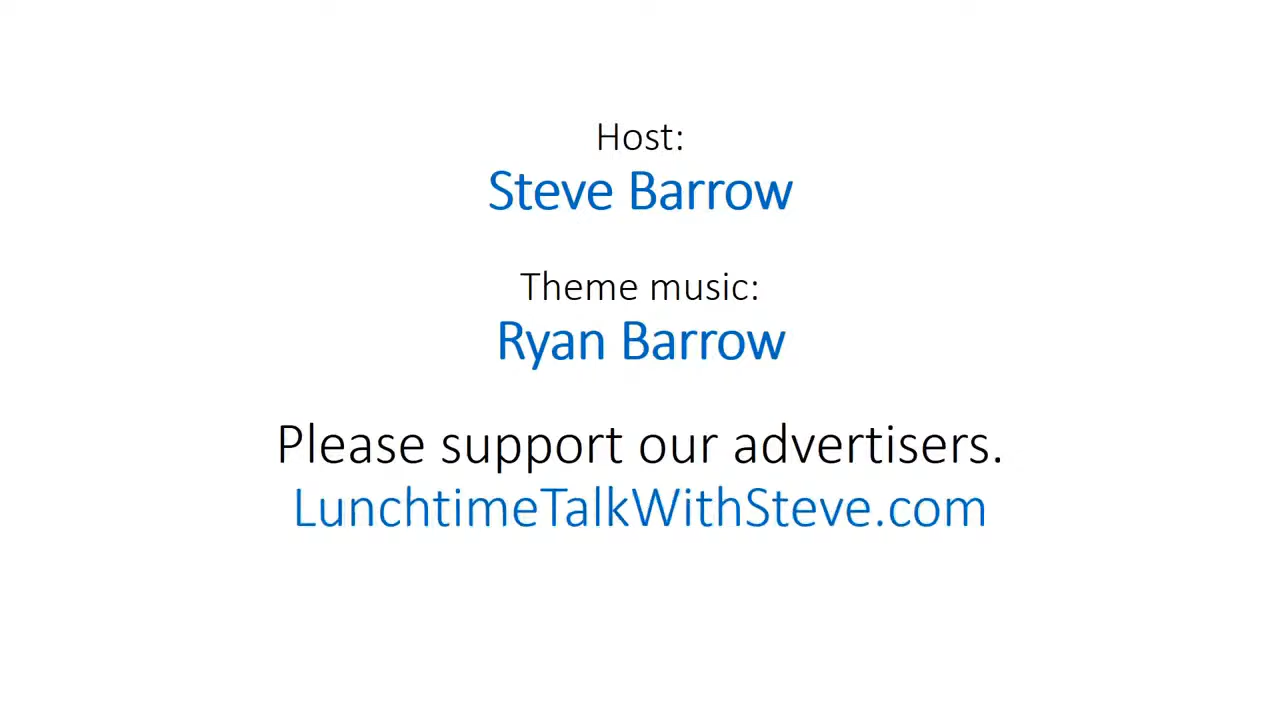 Host:
Steve Barrow
Theme music:
Ryan Barrow
Please support our advertisers.
LunchtimeTalkWithSteve.com